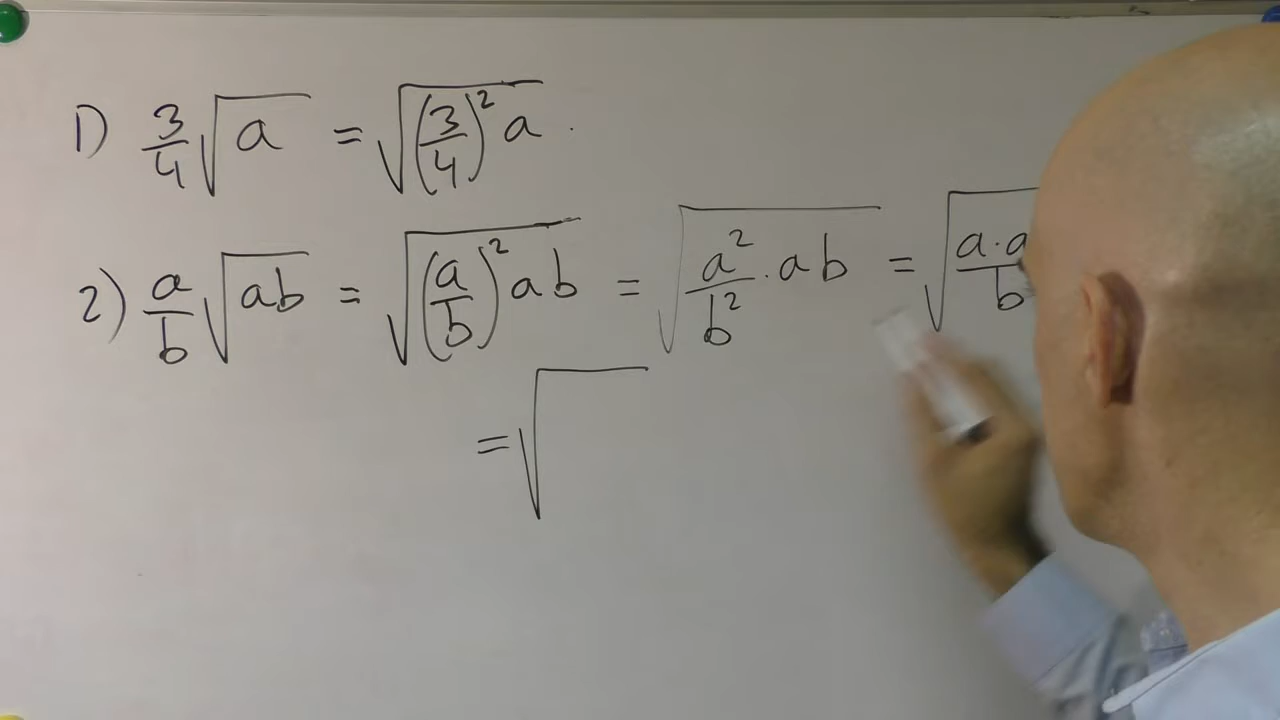 1) 3/4 √a = √(3/4)² a .
2) a/b √ab = √(a/b)² ab = √a²/b² · ab = √a·a/b
= √